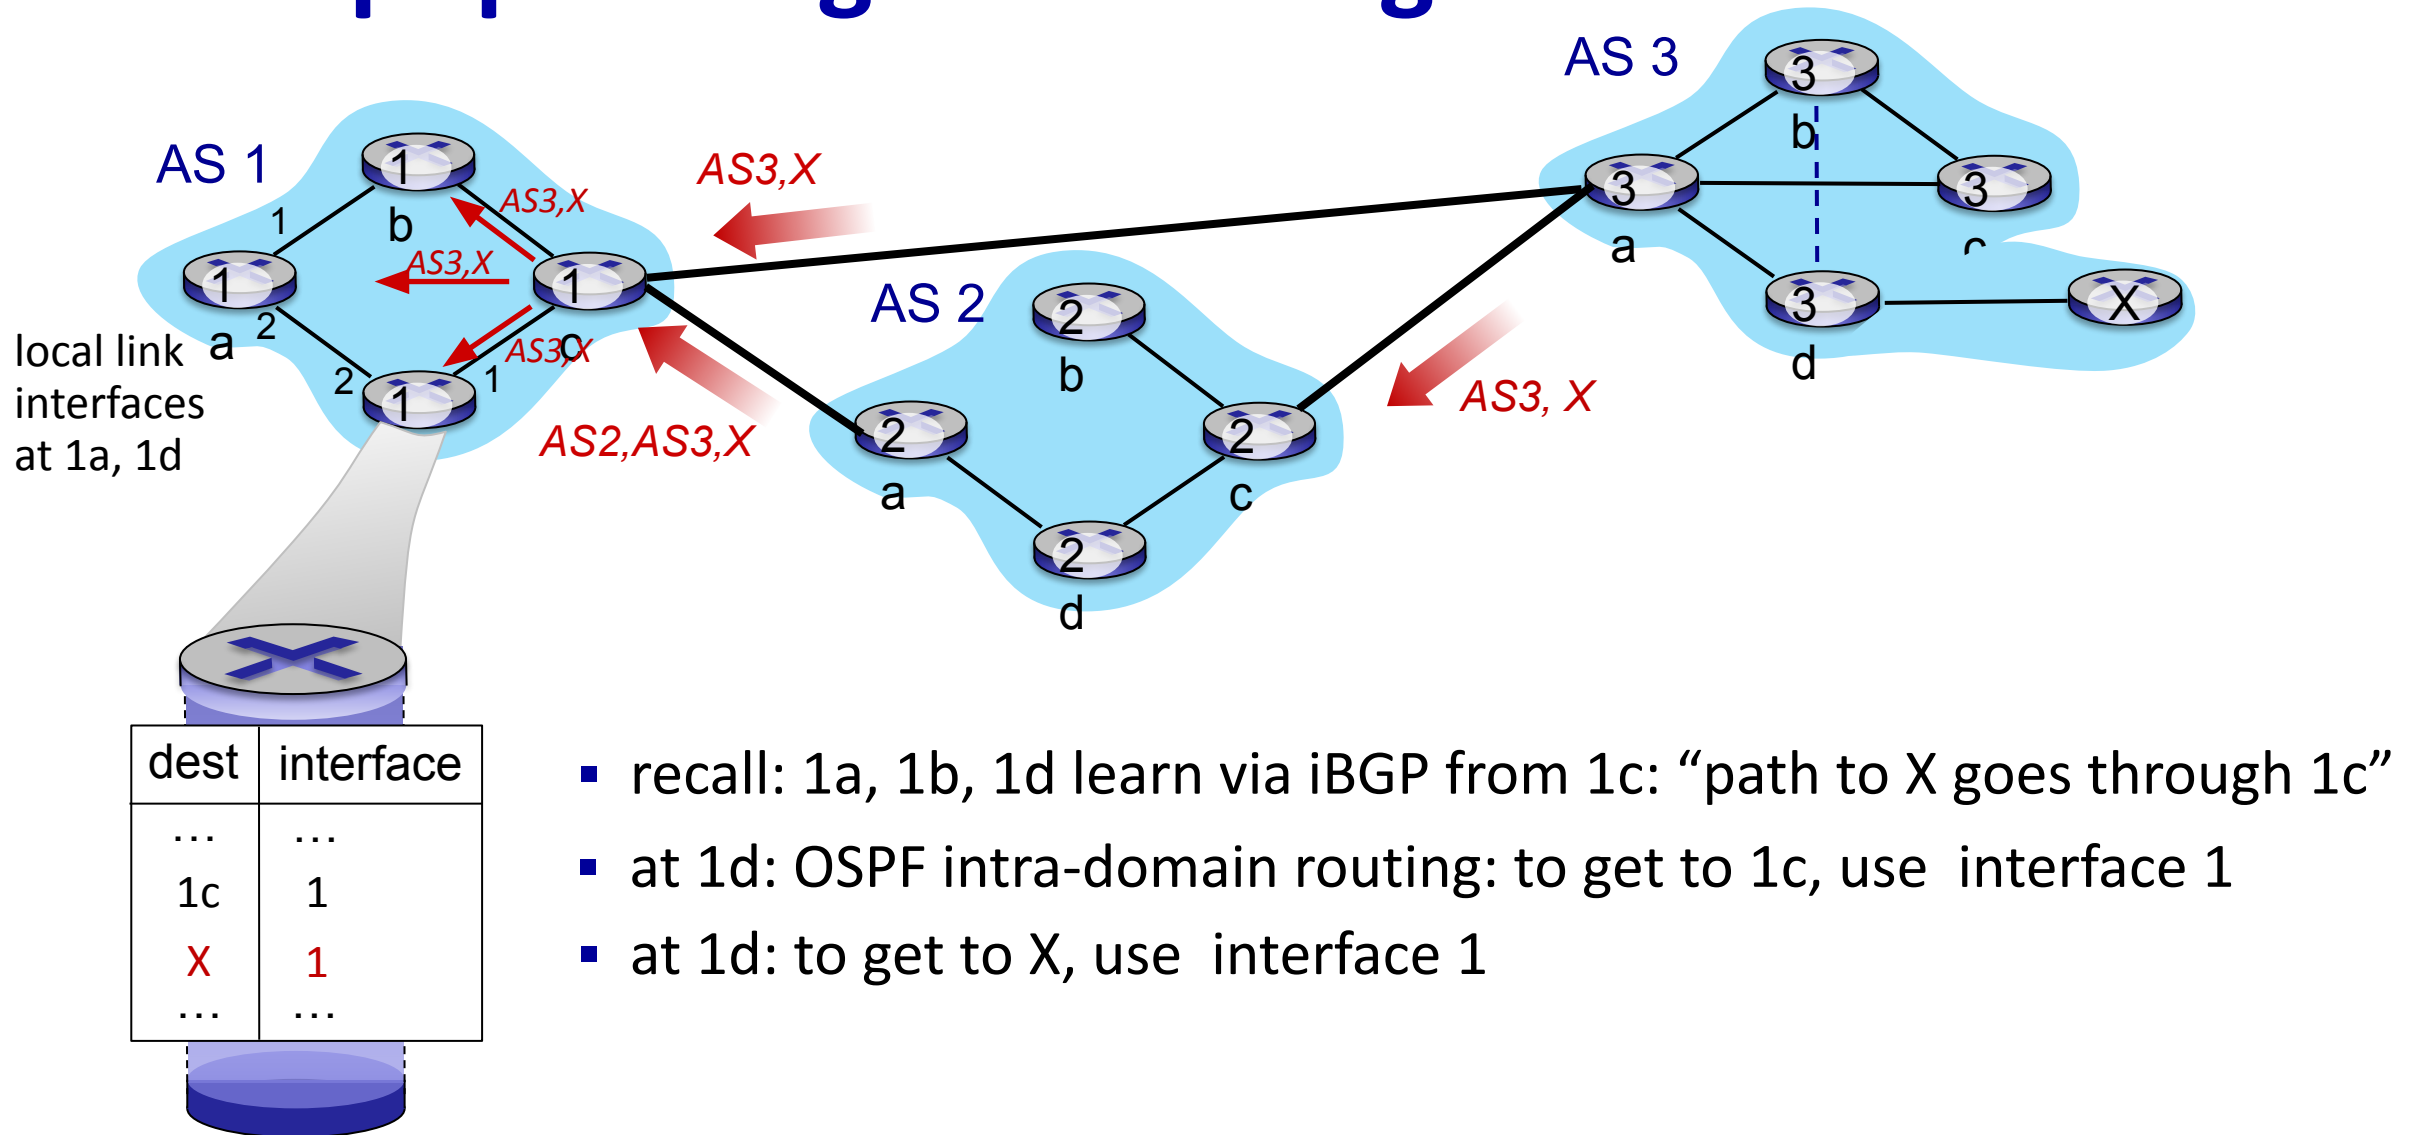 AS 3
3
b
AS 1
1
b
AS3,X
AS3,X
3
a
3
1
1
a
2
AS3,X
1
c
AS3,X
AS 2
2
b
3
d
X
local link
interfaces
at 1a, 1d
2
1
1
AS2,AS3,X
2
a
2
c
AS3, X
2
d
dest interface
... ...
1c 1
X 1
... ...
▪ recall: 1a, 1b, 1d learn via iBGP from 1c: “path to X goes through 1c”
▪ at 1d: OSPF intra-domain routing: to get to 1c, use interface 1
▪ at 1d: to get to X, use interface 1